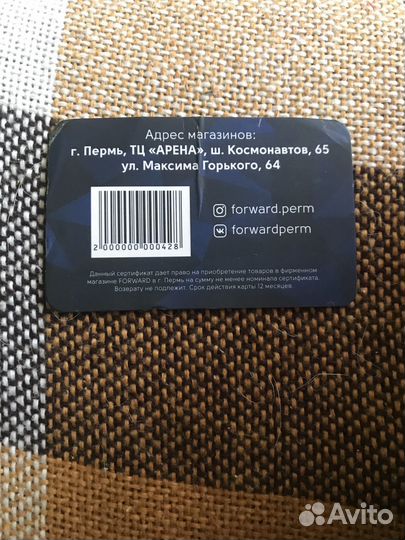 Адрес магазинов:
г. Пермь, ТЦ «АРЕНА», ш. Космонавтов, 65
ул. Максима Горького, 64
forward.perm
forwardperm
2 000000 000428
Данный сертификат дает право на приобретение товаров в фирменном
магазине FORWARD в г. Пермь на сумму не менее номинала сертификата.
Возврату не подлежит. Срок действия карты 12 месяцев.
Avito